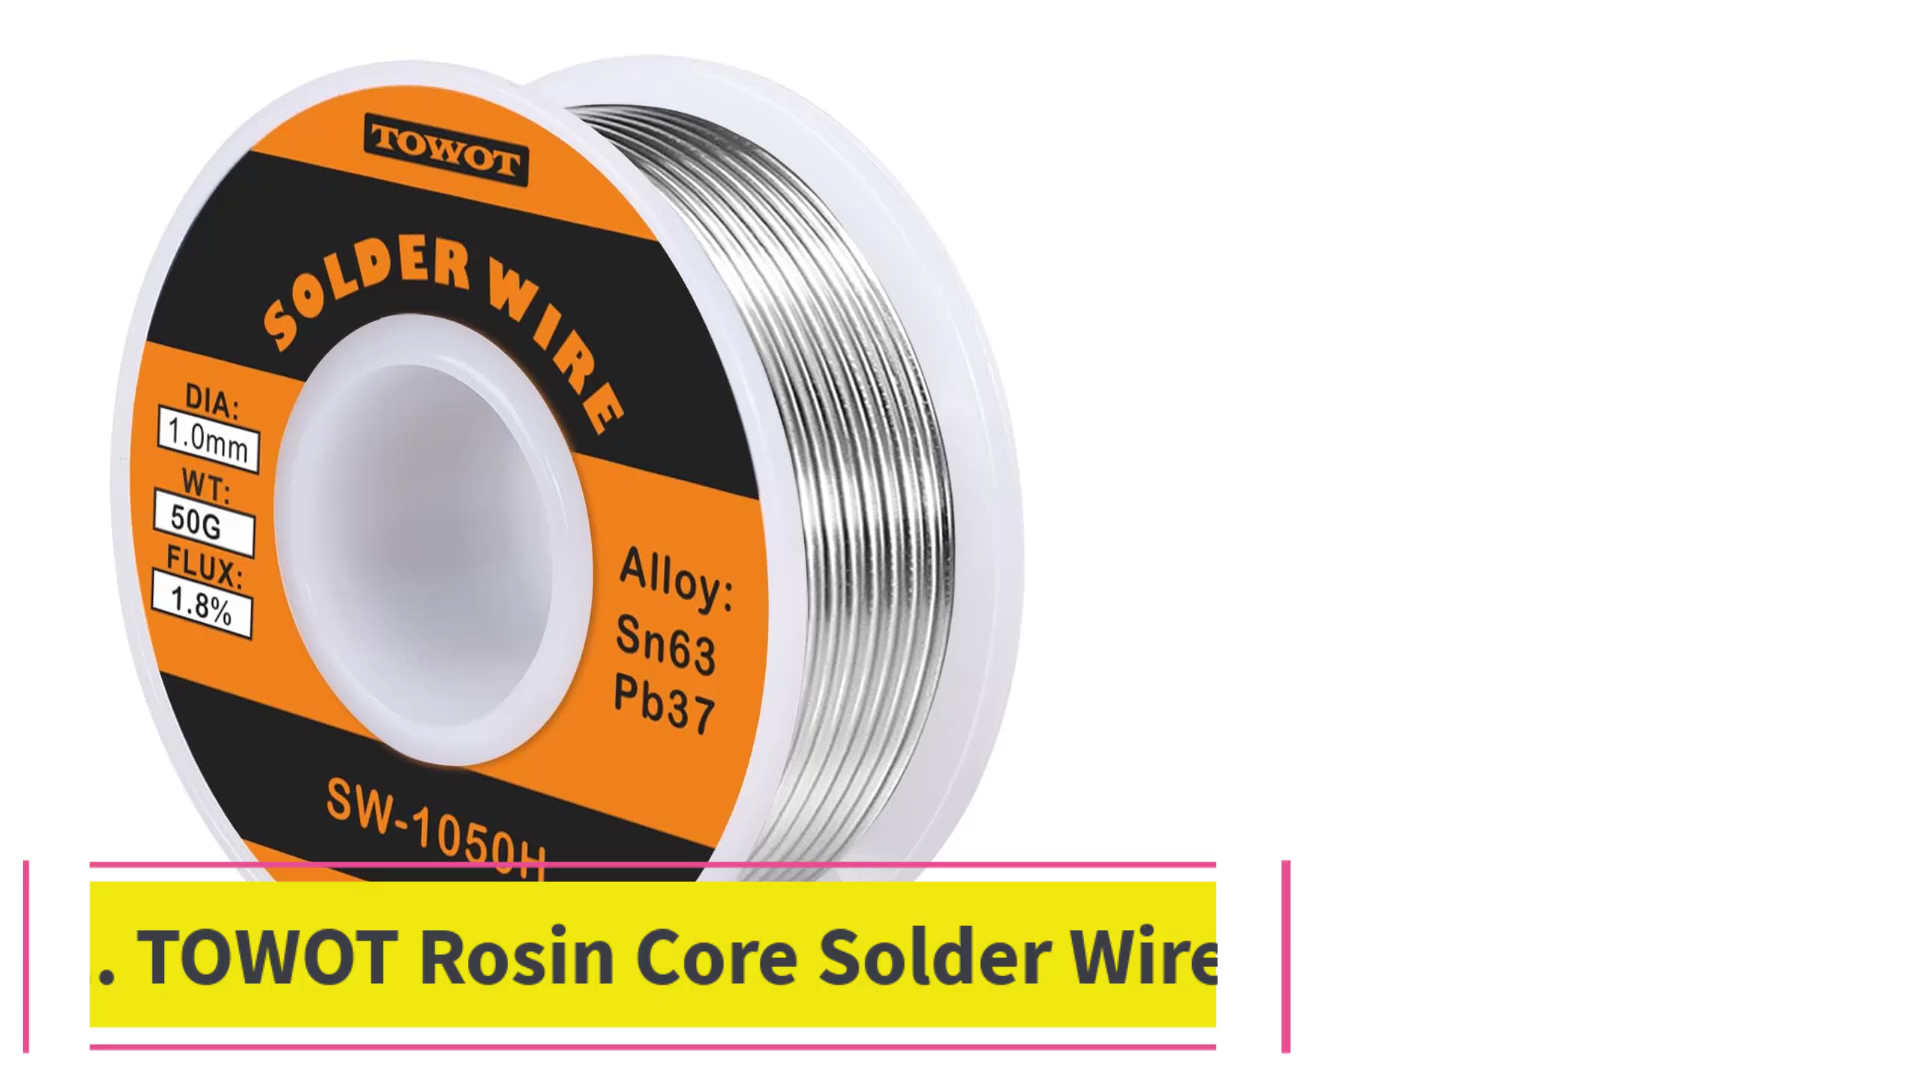 TOWOT
SOLDER WIRE
DIA:
1.0mm
WT:
50G
FLUX:
1.8%
Alloy:
Sn63
Pb37
SW-1050H
. TOWOT Rosin Core Solder Wire